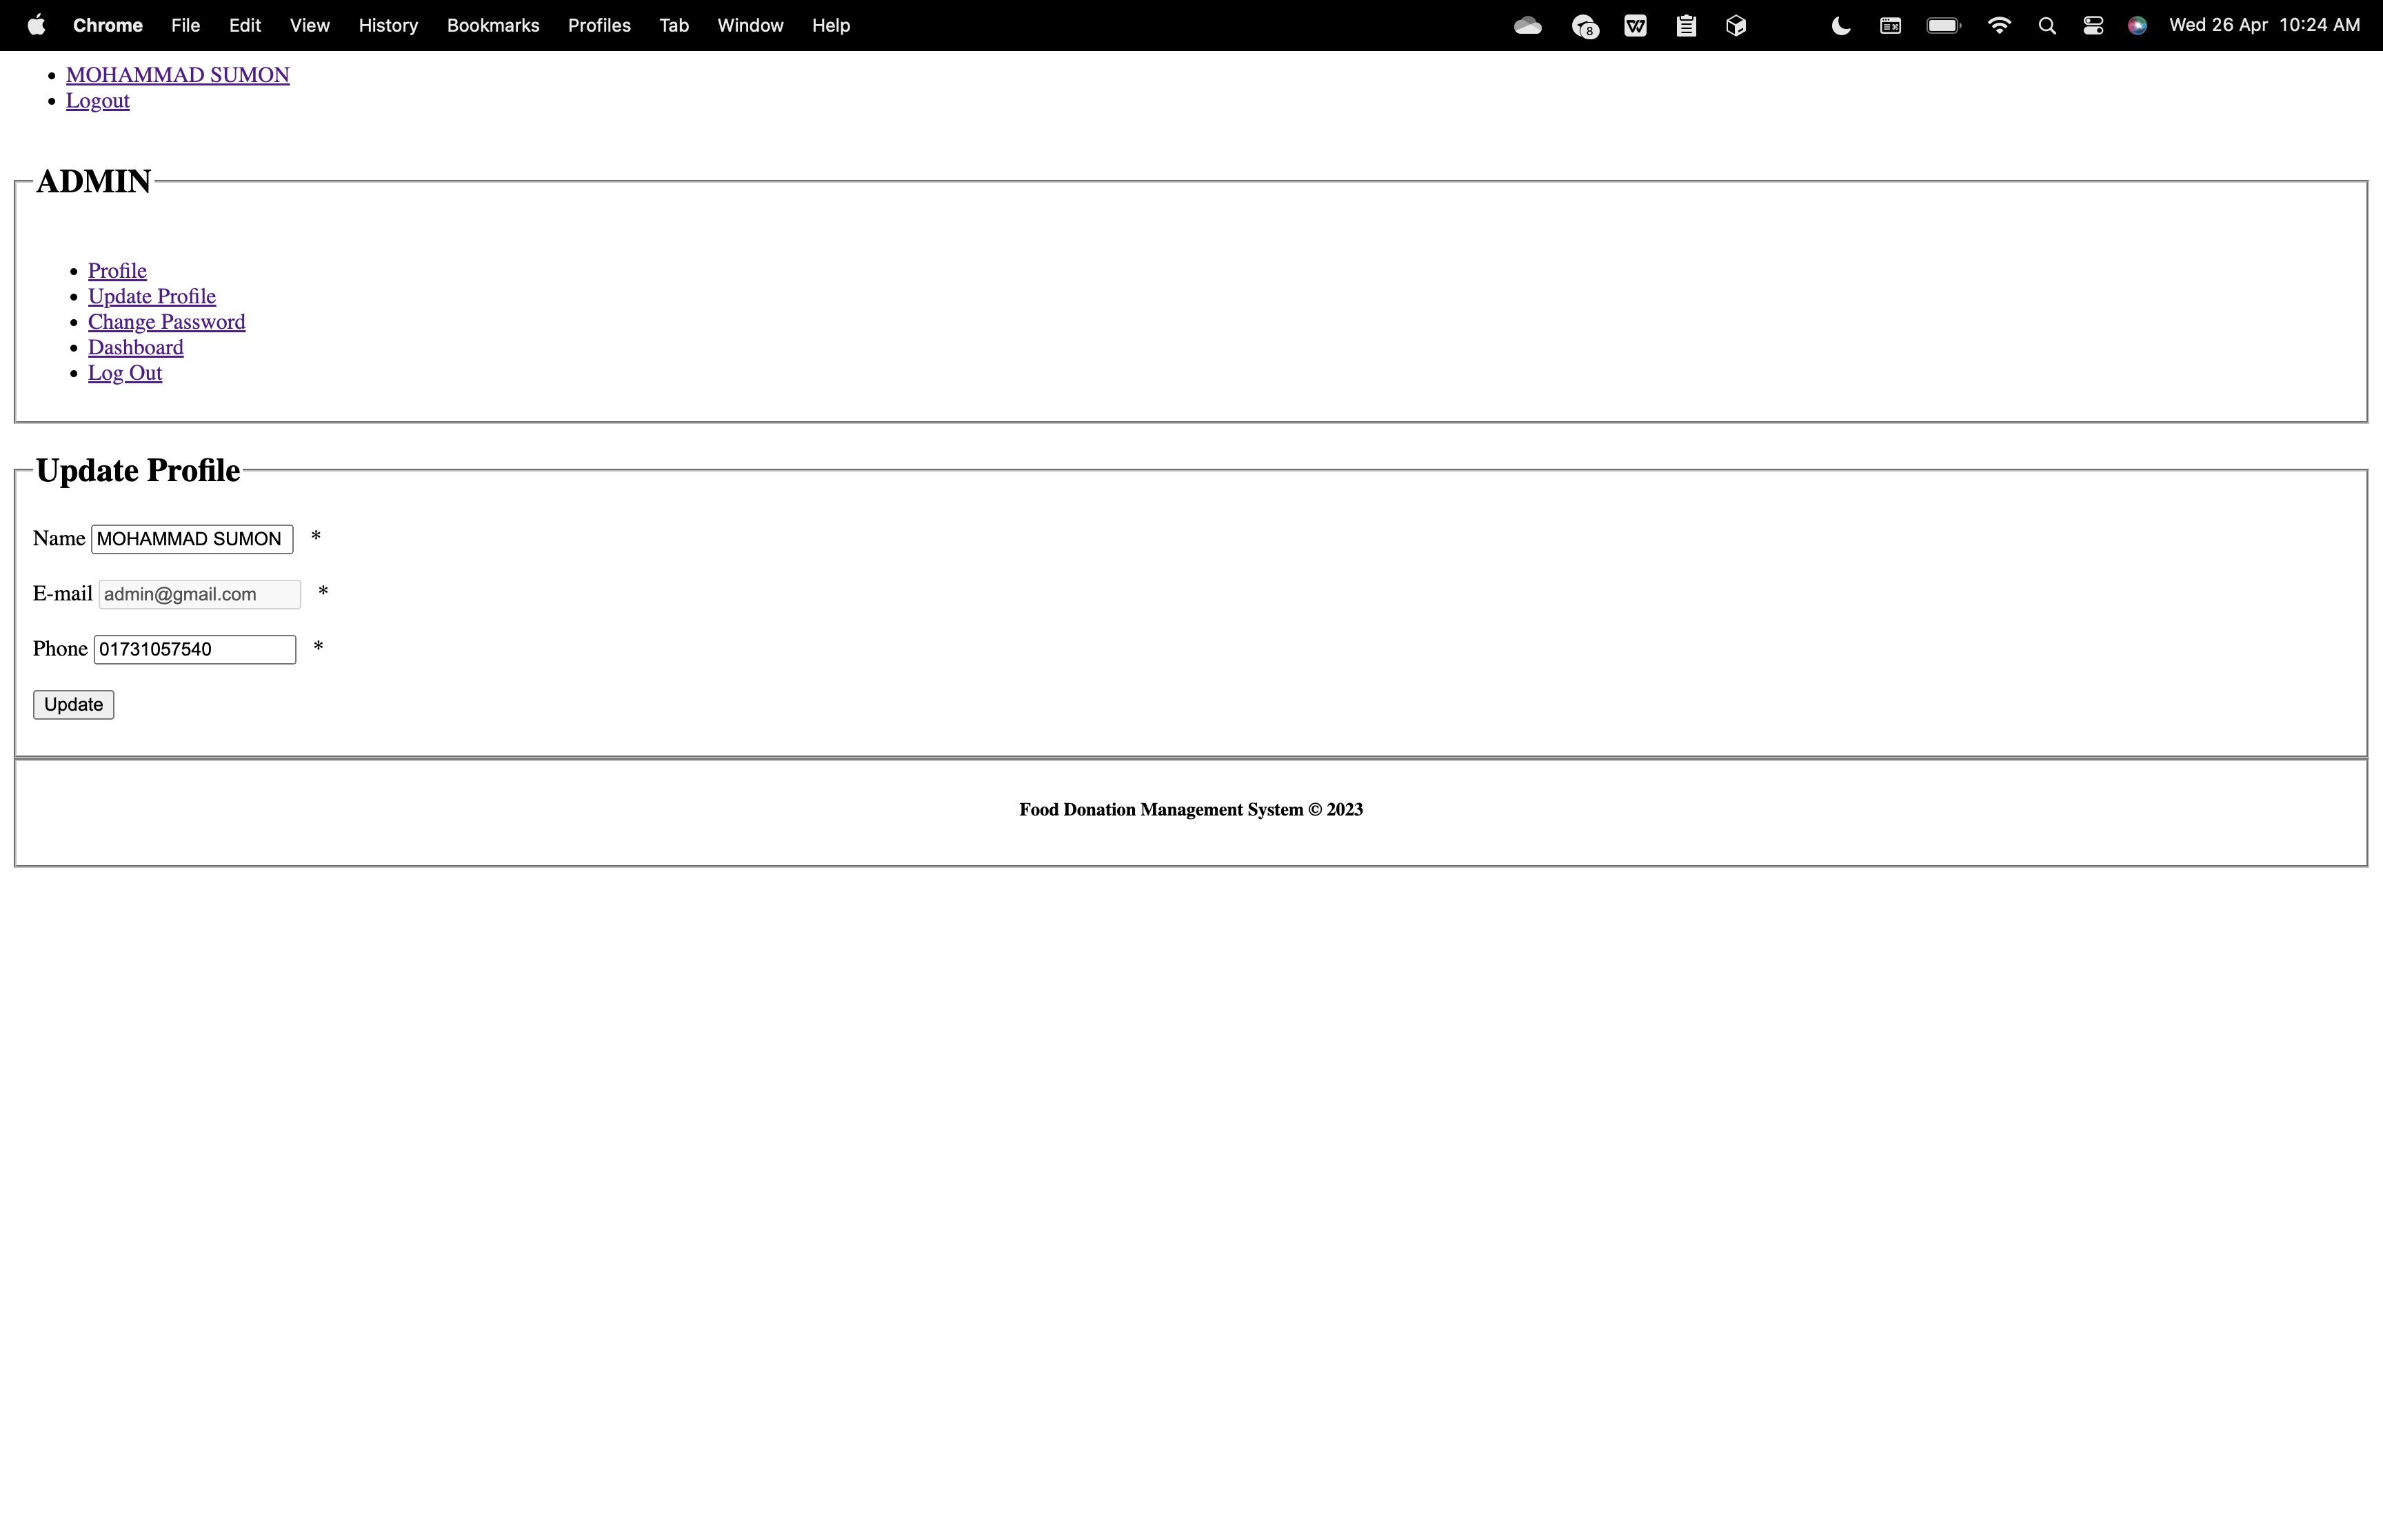 Chrome File Edit View History Bookmarks Profiles Tab Window Help 8 W Wed 26 Apr 10:24 AM
MOHAMMAD SUMON
Logout
ADMIN
Profile
Update Profile
Change Password
Dashboard
Log Out
Update Profile
Name MOHAMMAD SUMON *
E-mail admin@gmail.com *
Phone 01731057540 *
Update
Food Donation Management System © 2023